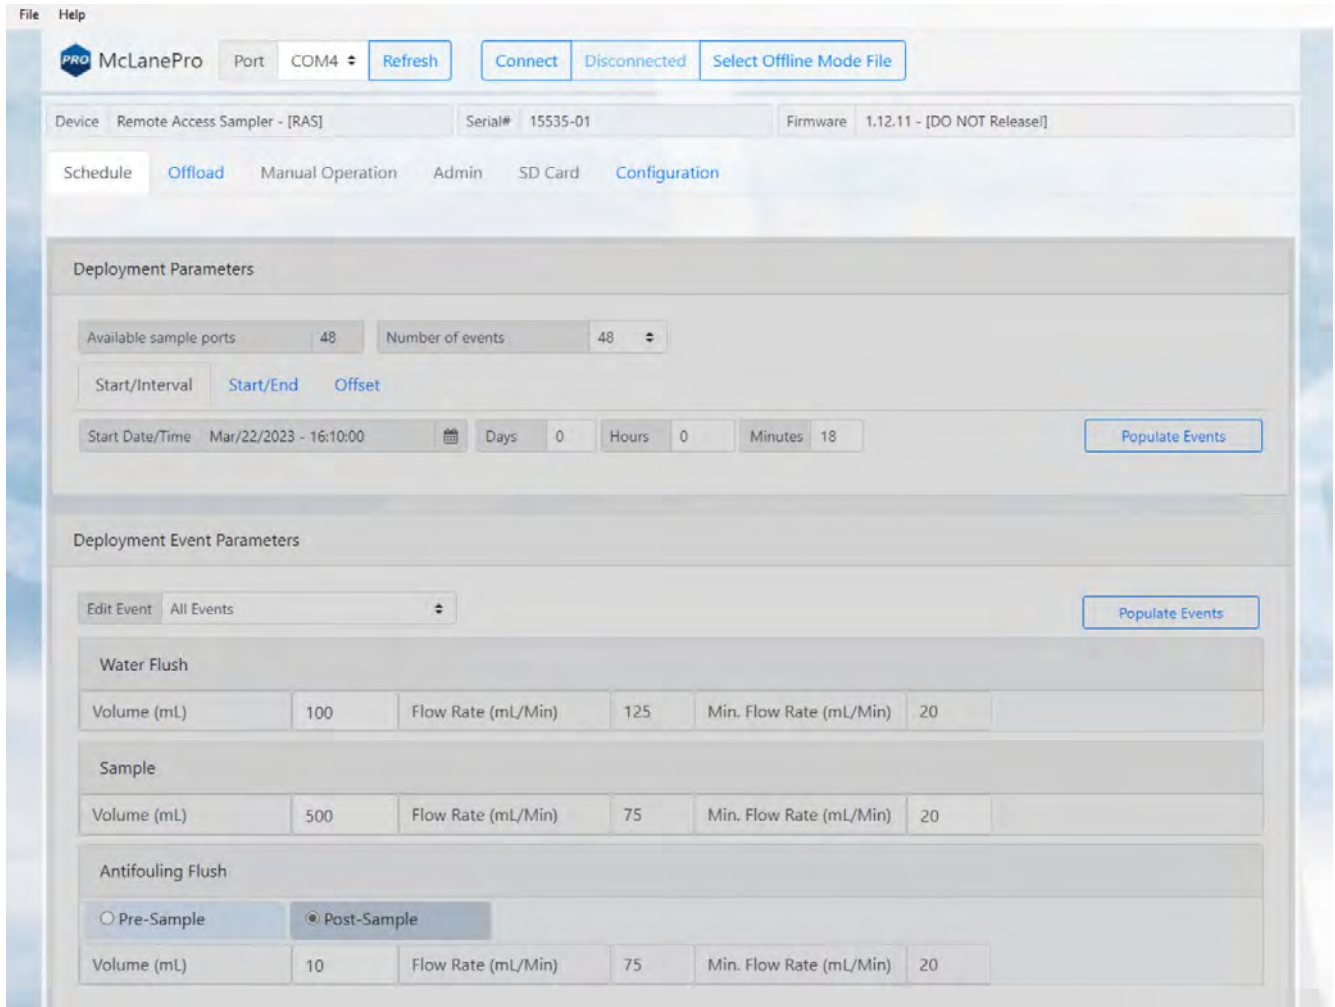 File Help
PRO McLanePro Port COM4 Refresh Connect Disconnected Select Offline Mode File
Device Remote Access Sampler - [RAS] Serial# 15535-01 Firmware 1.12.11 - [DO NOT Release!]
Schedule Offload Manual Operation Admin SD Card Configuration
Deployment Parameters
Available sample ports 48 Number of events 48
Start/Interval Start/End Offset
Start Date/Time Mar/22/2023 - 16:10:00 Days 0 Hours 0 Minutes 18 Populate Events
Deployment Event Parameters
Edit Event All Events Populate Events
Water Flush
Volume (mL) 100 Flow Rate (mL/Min) 125 Min. Flow Rate (mL/Min) 20
Sample
Volume (mL) 500 Flow Rate (mL/Min) 75 Min. Flow Rate (mL/Min) 20
Antifouling Flush
Pre-Sample Post-Sample
Volume (mL) 10 Flow Rate (mL/Min) 75 Min. Flow Rate (mL/Min) 20